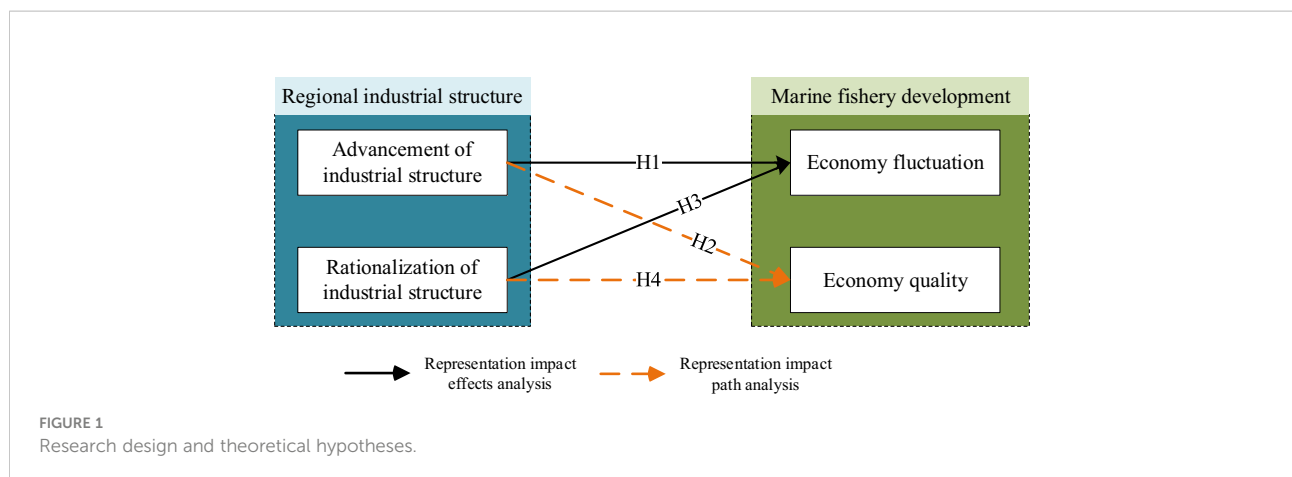 Regional industrial structure
Marine fishery development
Advancement of
industrial structure
H1
Economy fluctuation
H3
H2
Rationalization of
industrial structure
H4
Economy quality
Representation impact
effects analysis
Representation impact
path analysis
FIGURE 1
Research design and theoretical hypotheses.